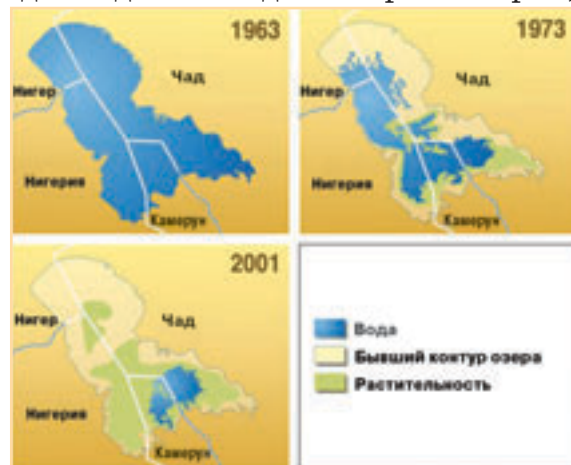 1963
Чад
Нигер
Нигерия
Камерун
1973
Чад
Нигер
Нигерия
Камерун
2001
Чад
Нигер
Нигерия
Камерун
Вода
Бывший контур озера
Растительность